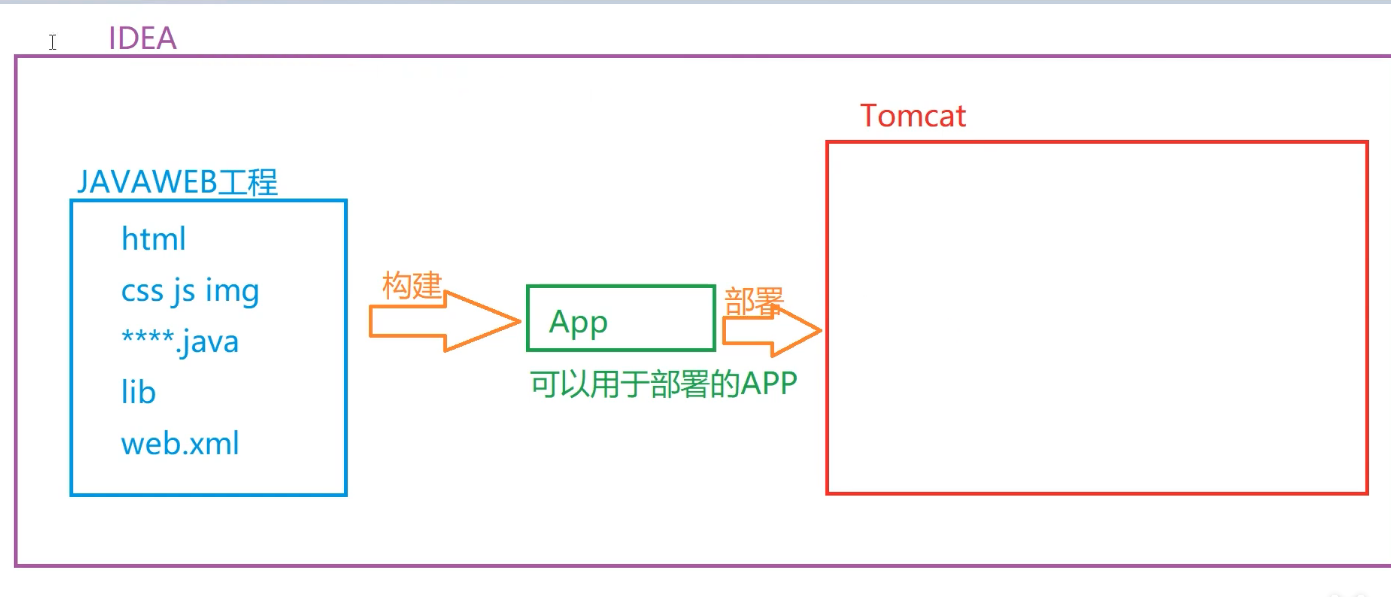 IDEA
Tomcat
JAVAWEB工程
html
css js img
****.java
lib
web.xml
构建
App
部署
可以用于部署的APP